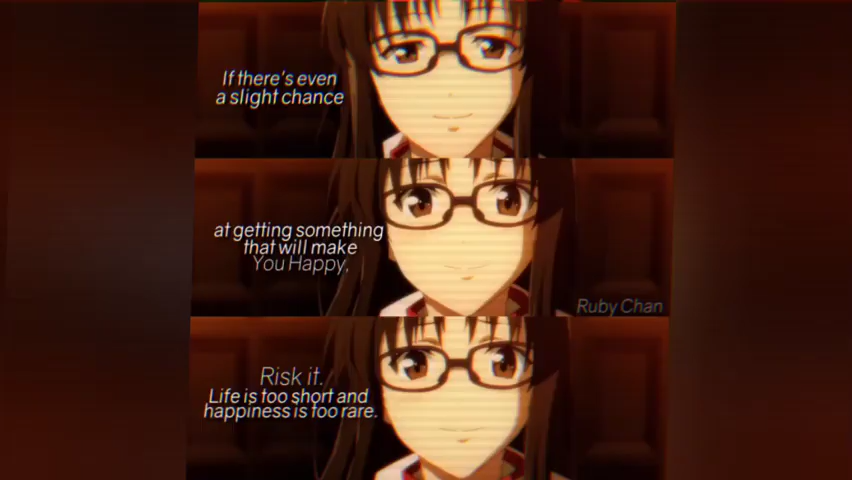 If there's even
a slight chance
at getting something
that will make
You Happy,
Ruby Chan
Risk it.
Life is too short and
happiness is too rare.